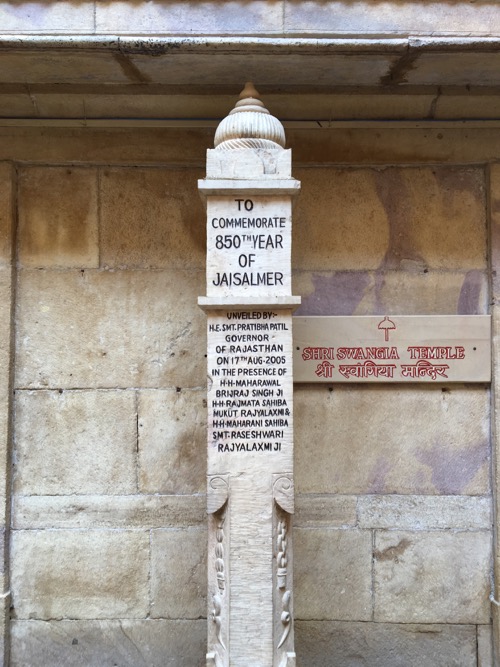 TO
COMMEMORATE
850TH YEAR
OF
JAISALMER
UNVEILED BY:-
H.E. SMT. PRATIBHA PATIL
GOVERNOR
OF RAJASTHAN
ON 17TH AUG-2005
IN THE PRESENCE OF
H·H·MAHARAWAL
BRIJRAJ SINGH JI
H·H·RAJMATA SAHIBA
MUKUT RAJYALAXMI &
H·H·MAHARANI SAHIBA
SMT·RASESHWARI
RAJYALAXMI JI
SHRI SWANGIA TEMPLE
श्री स्वांगिया मन्दिर